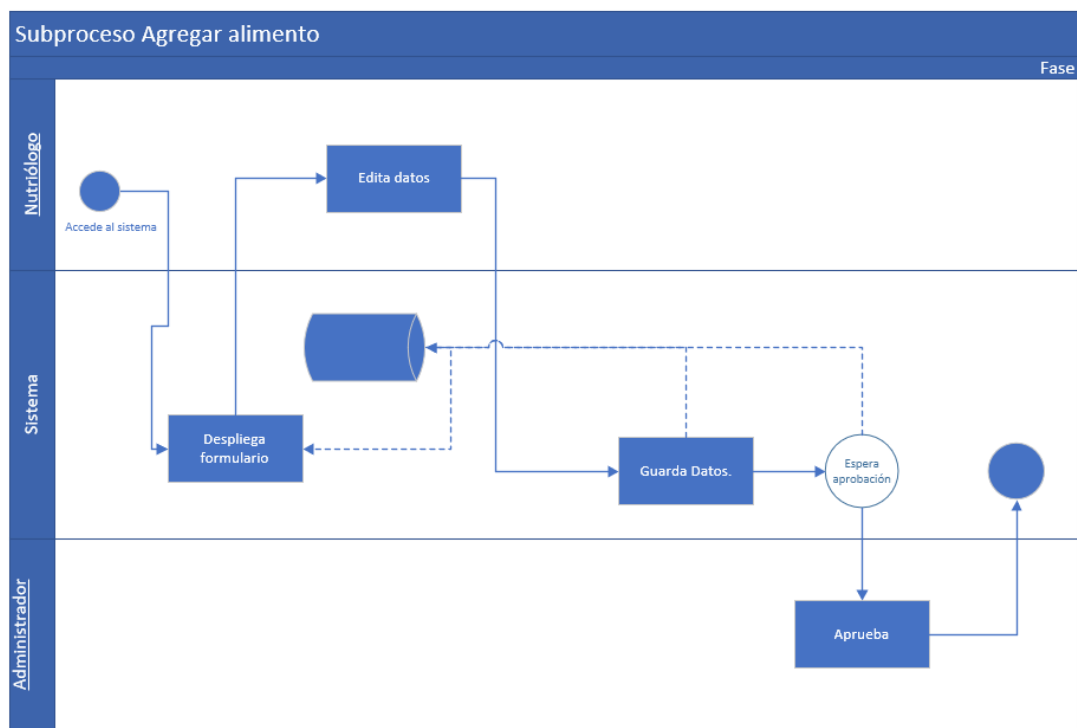 Subproceso Agregar alimento
Fase
Nutriólogo
Accede al sistema
Edita datos
Sistema
Despliega
formulario
Guarda Datos.
Espera
aprobación
Administrador
Aprueba